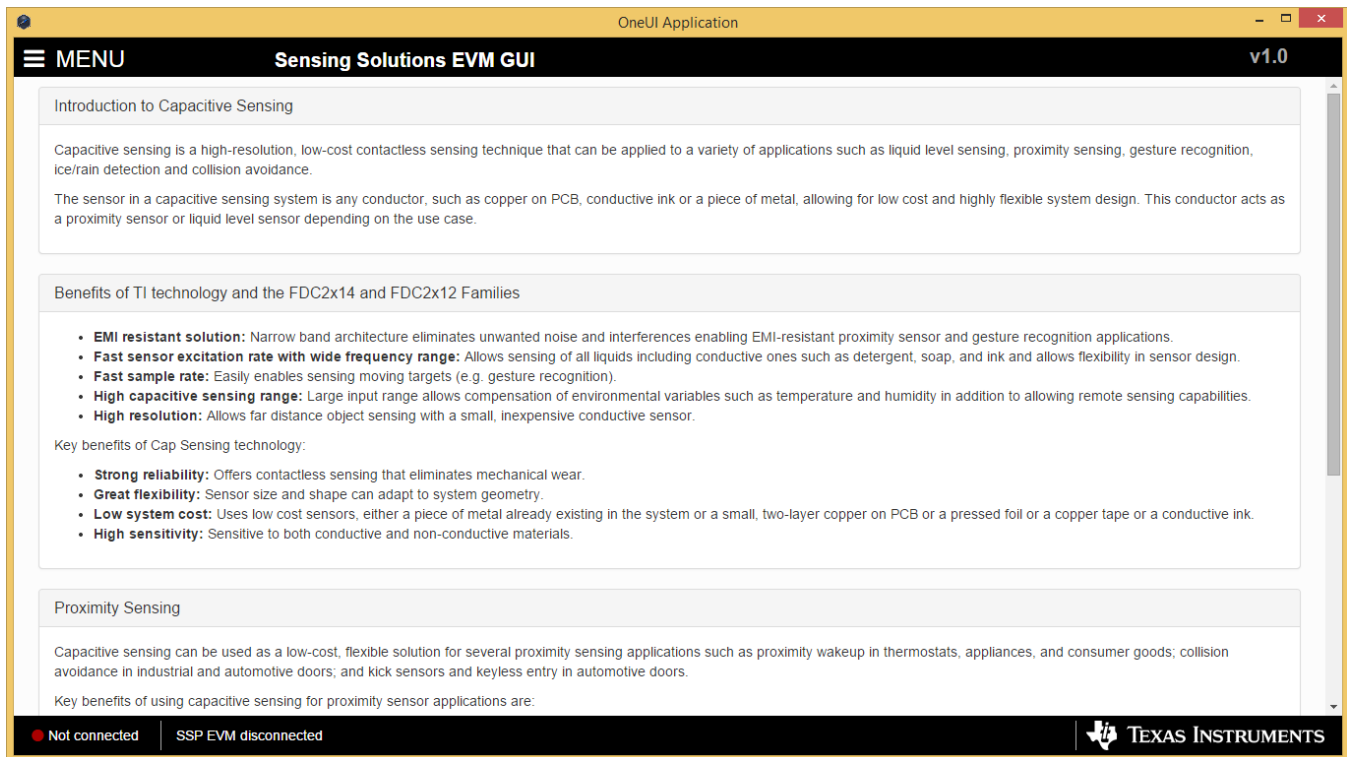 OneUI Application
MENU
Sensing Solutions EVM GUI
v1.0
Introduction to Capacitive Sensing
Capacitive sensing is a high-resolution, low-cost contactless sensing technique that can be applied to a variety of applications such as liquid level sensing, proximity sensing, gesture recognition,
ice/rain detection and collision avoidance.
The sensor in a capacitive sensing system is any conductor, such as copper on PCB, conductive ink or a piece of metal, allowing for low cost and highly flexible system design. This conductor acts as
a proximity sensor or liquid level sensor depending on the use case.
Benefits of TI technology and the FDC2x14 and FDC2x12 Families
• EMI resistant solution: Narrow band architecture eliminates unwanted noise and interferences enabling EMI-resistant proximity sensor and gesture recognition applications.
• Fast sensor excitation rate with wide frequency range: Allows sensing of all liquids including conductive ones such as detergent, soap, and ink and allows flexibility in sensor design.
• Fast sample rate: Easily enables sensing moving targets (e.g. gesture recognition).
• High capacitive sensing range: Large input range allows compensation of environmental variables such as temperature and humidity in addition to allowing remote sensing capabilities.
• High resolution: Allows far distance object sensing with a small, inexpensive conductive sensor.
Key benefits of Cap Sensing technology:
• Strong reliability: Offers contactless sensing that eliminates mechanical wear.
• Great flexibility: Sensor size and shape can adapt to system geometry.
• Low system cost: Uses low cost sensors, either a piece of metal already existing in the system or a small, two-layer copper on PCB or a pressed foil or a copper tape or a conductive ink.
• High sensitivity: Sensitive to both conductive and non-conductive materials.
Proximity Sensing
Capacitive sensing can be used as a low-cost, flexible solution for several proximity sensing applications such as proximity wakeup in thermostats, appliances, and consumer goods; collision
avoidance in industrial and automotive doors; and kick sensors and keyless entry in automotive doors.
Key benefits of using capacitive sensing for proximity sensor applications are:
Not connected
SSP EVM disconnected
TEXAS INSTRUMENTS